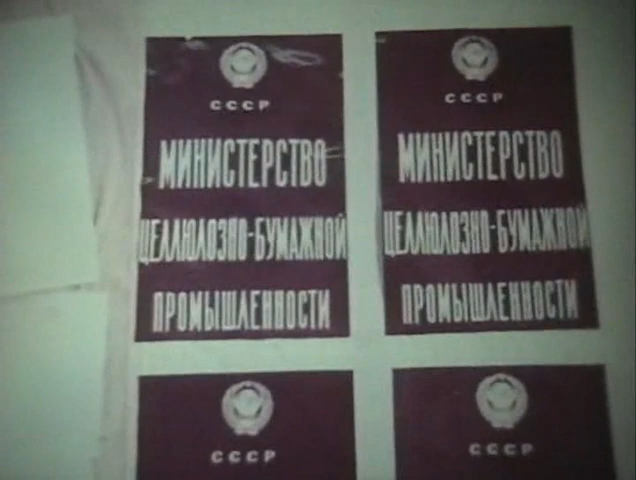 СССР
МИНИСТЕРСТВО
ЦЕЛЛЮЛОЗНО-БУМАЖНОЙ
ПРОМЫШЛЕННОСТИ
СССР
МИНИСТЕРСТВО
ЦЕЛЛЮЛОЗНО-БУМАЖНОЙ
ПРОМЫШЛЕННОСТИ
СССР
СССР